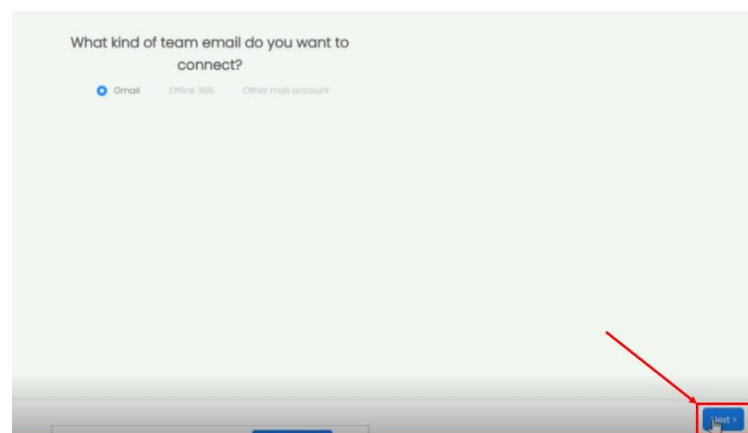 What kind of team email do you want to
connect?
Gmail Office 365 Other mail account
Next >